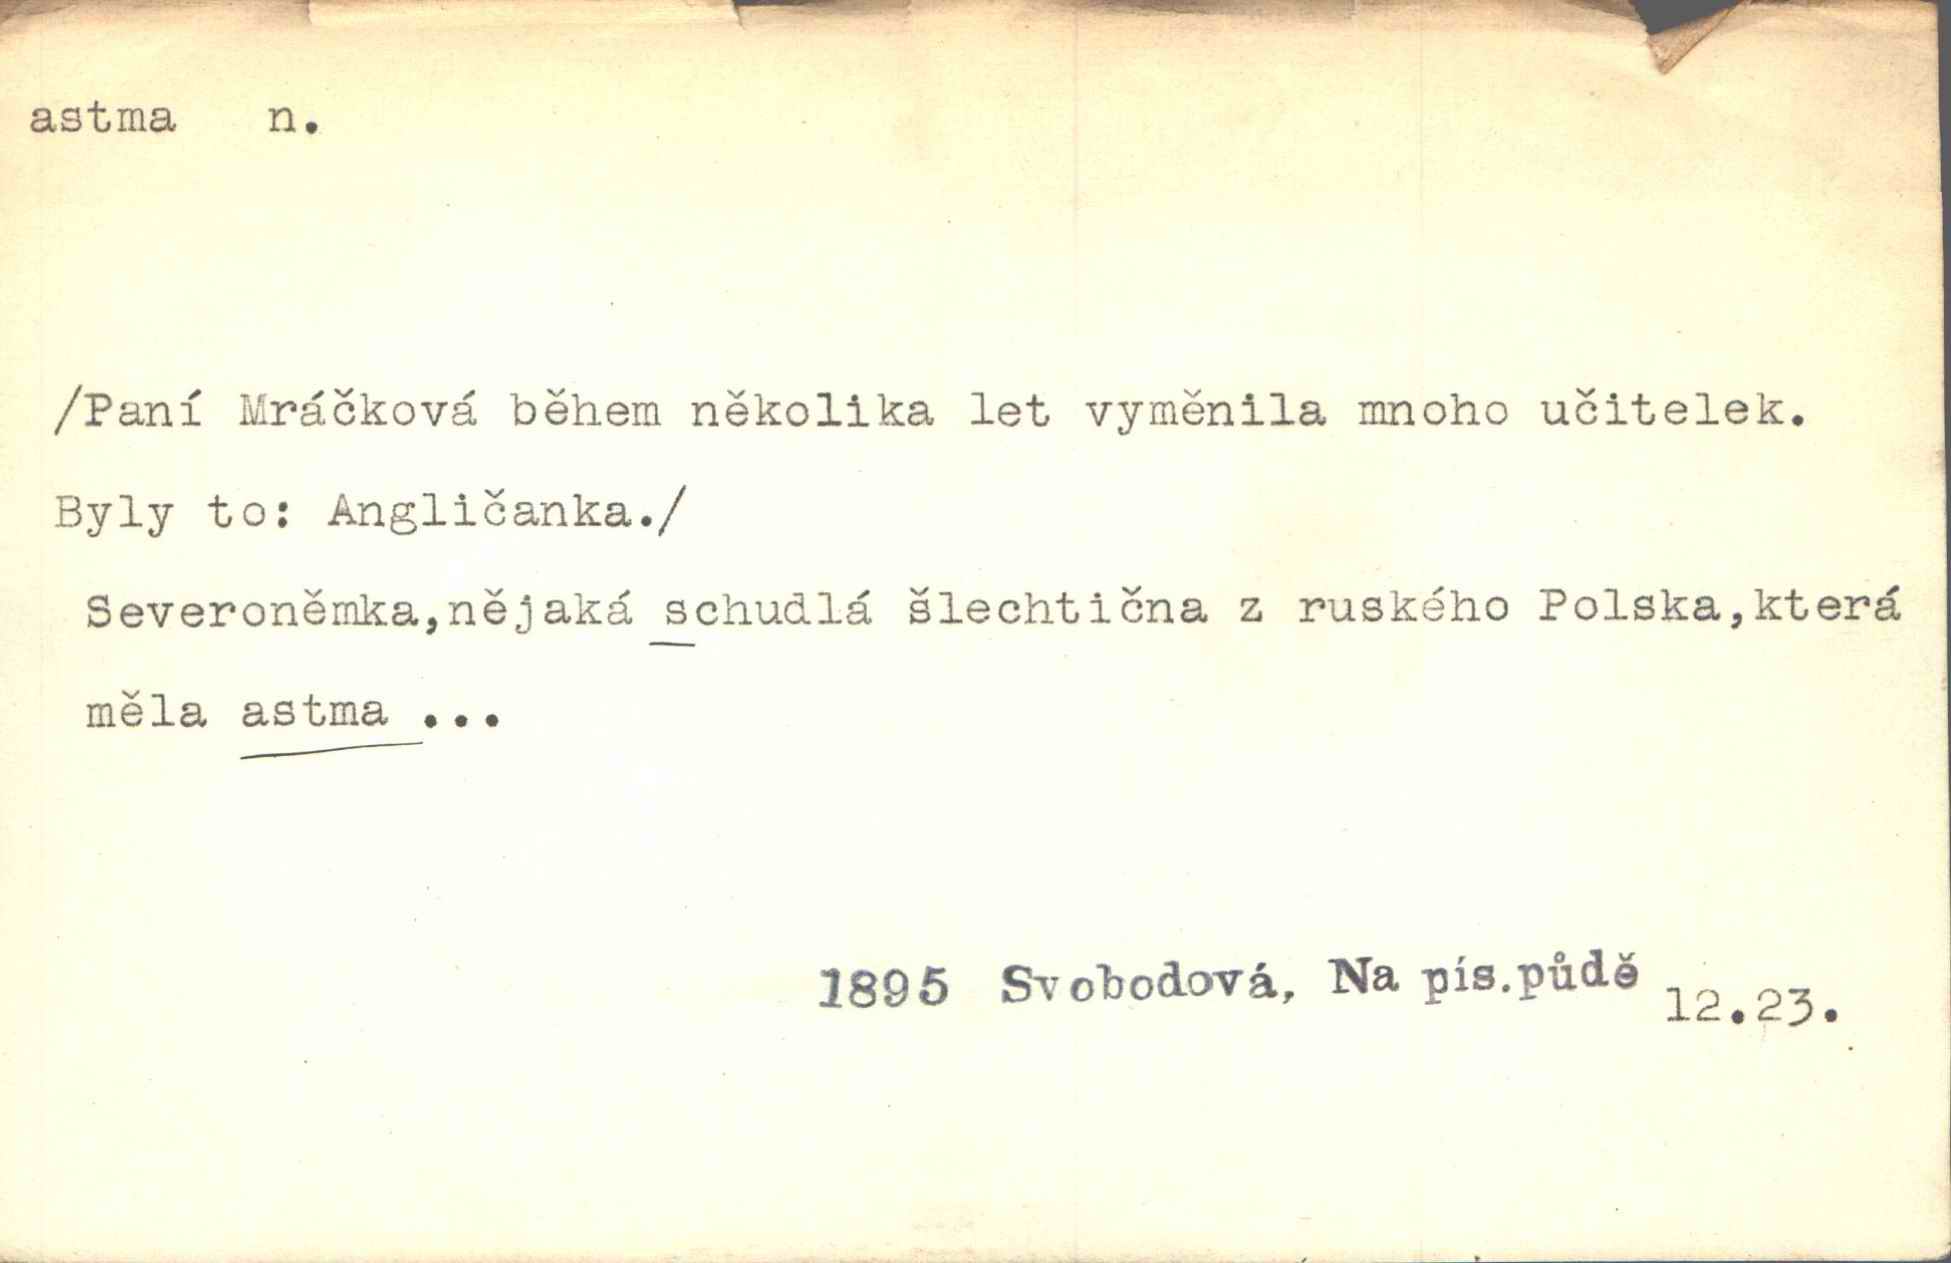 astma n.
/Paní Mráčková během několika let vyměnila mnoho učitelek.
Byly to: Angličanka./
Severoněmka,nějaká schudlá šlechtična z ruského Polska,která
měla astma ...
1895 Svobodová, Na pís.půdě 12.23.